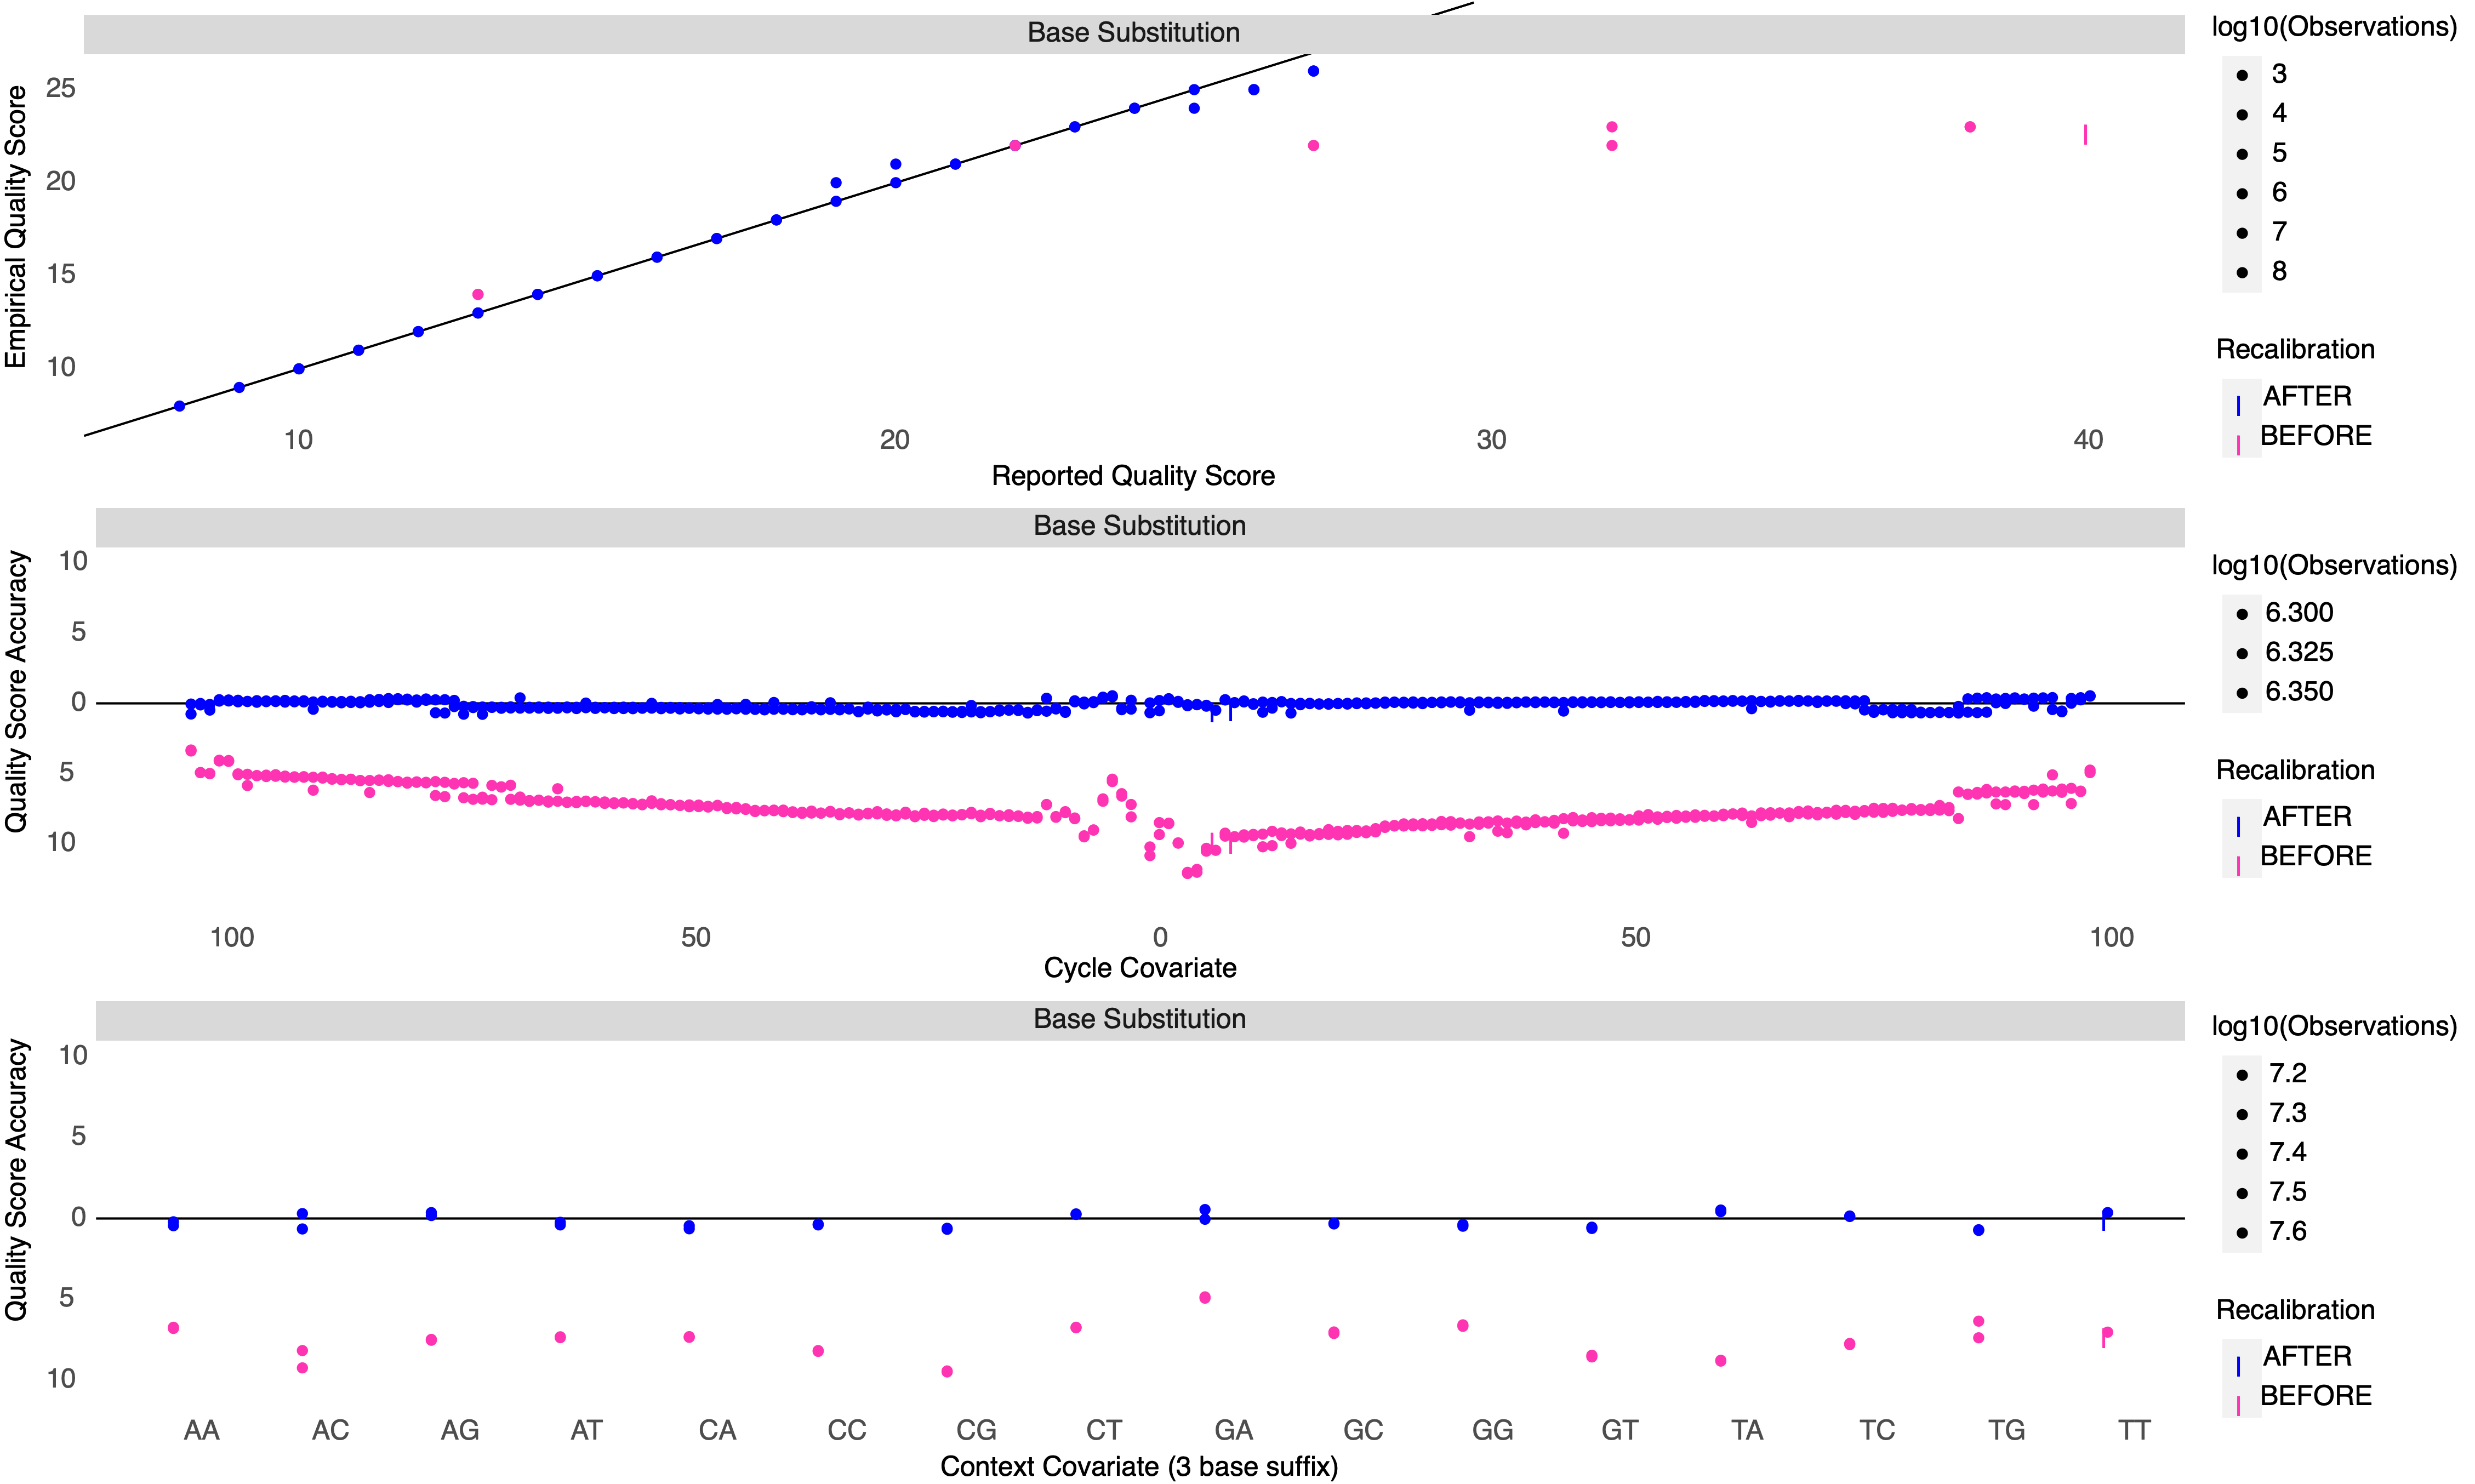 Base Substitution
Empirical Quality Score
25
20
15
10
10 20 30 40
Reported Quality Score
log10(Observations)
3
4
5
6
7
8
Recalibration
AFTER
BEFORE
Base Substitution
Quality Score Accuracy
10
5
0
5
10
100 50 0 50 100
Cycle Covariate
log10(Observations)
6.300
6.325
6.350
Recalibration
AFTER
BEFORE
Base Substitution
Quality Score Accuracy
10
5
0
5
10
AA AC AG AT CA CC CG CT GA GC GG GT TA TC TG TT
Context Covariate (3 base suffix)
log10(Observations)
7.2
7.3
7.4
7.5
7.6
Recalibration
AFTER
BEFORE